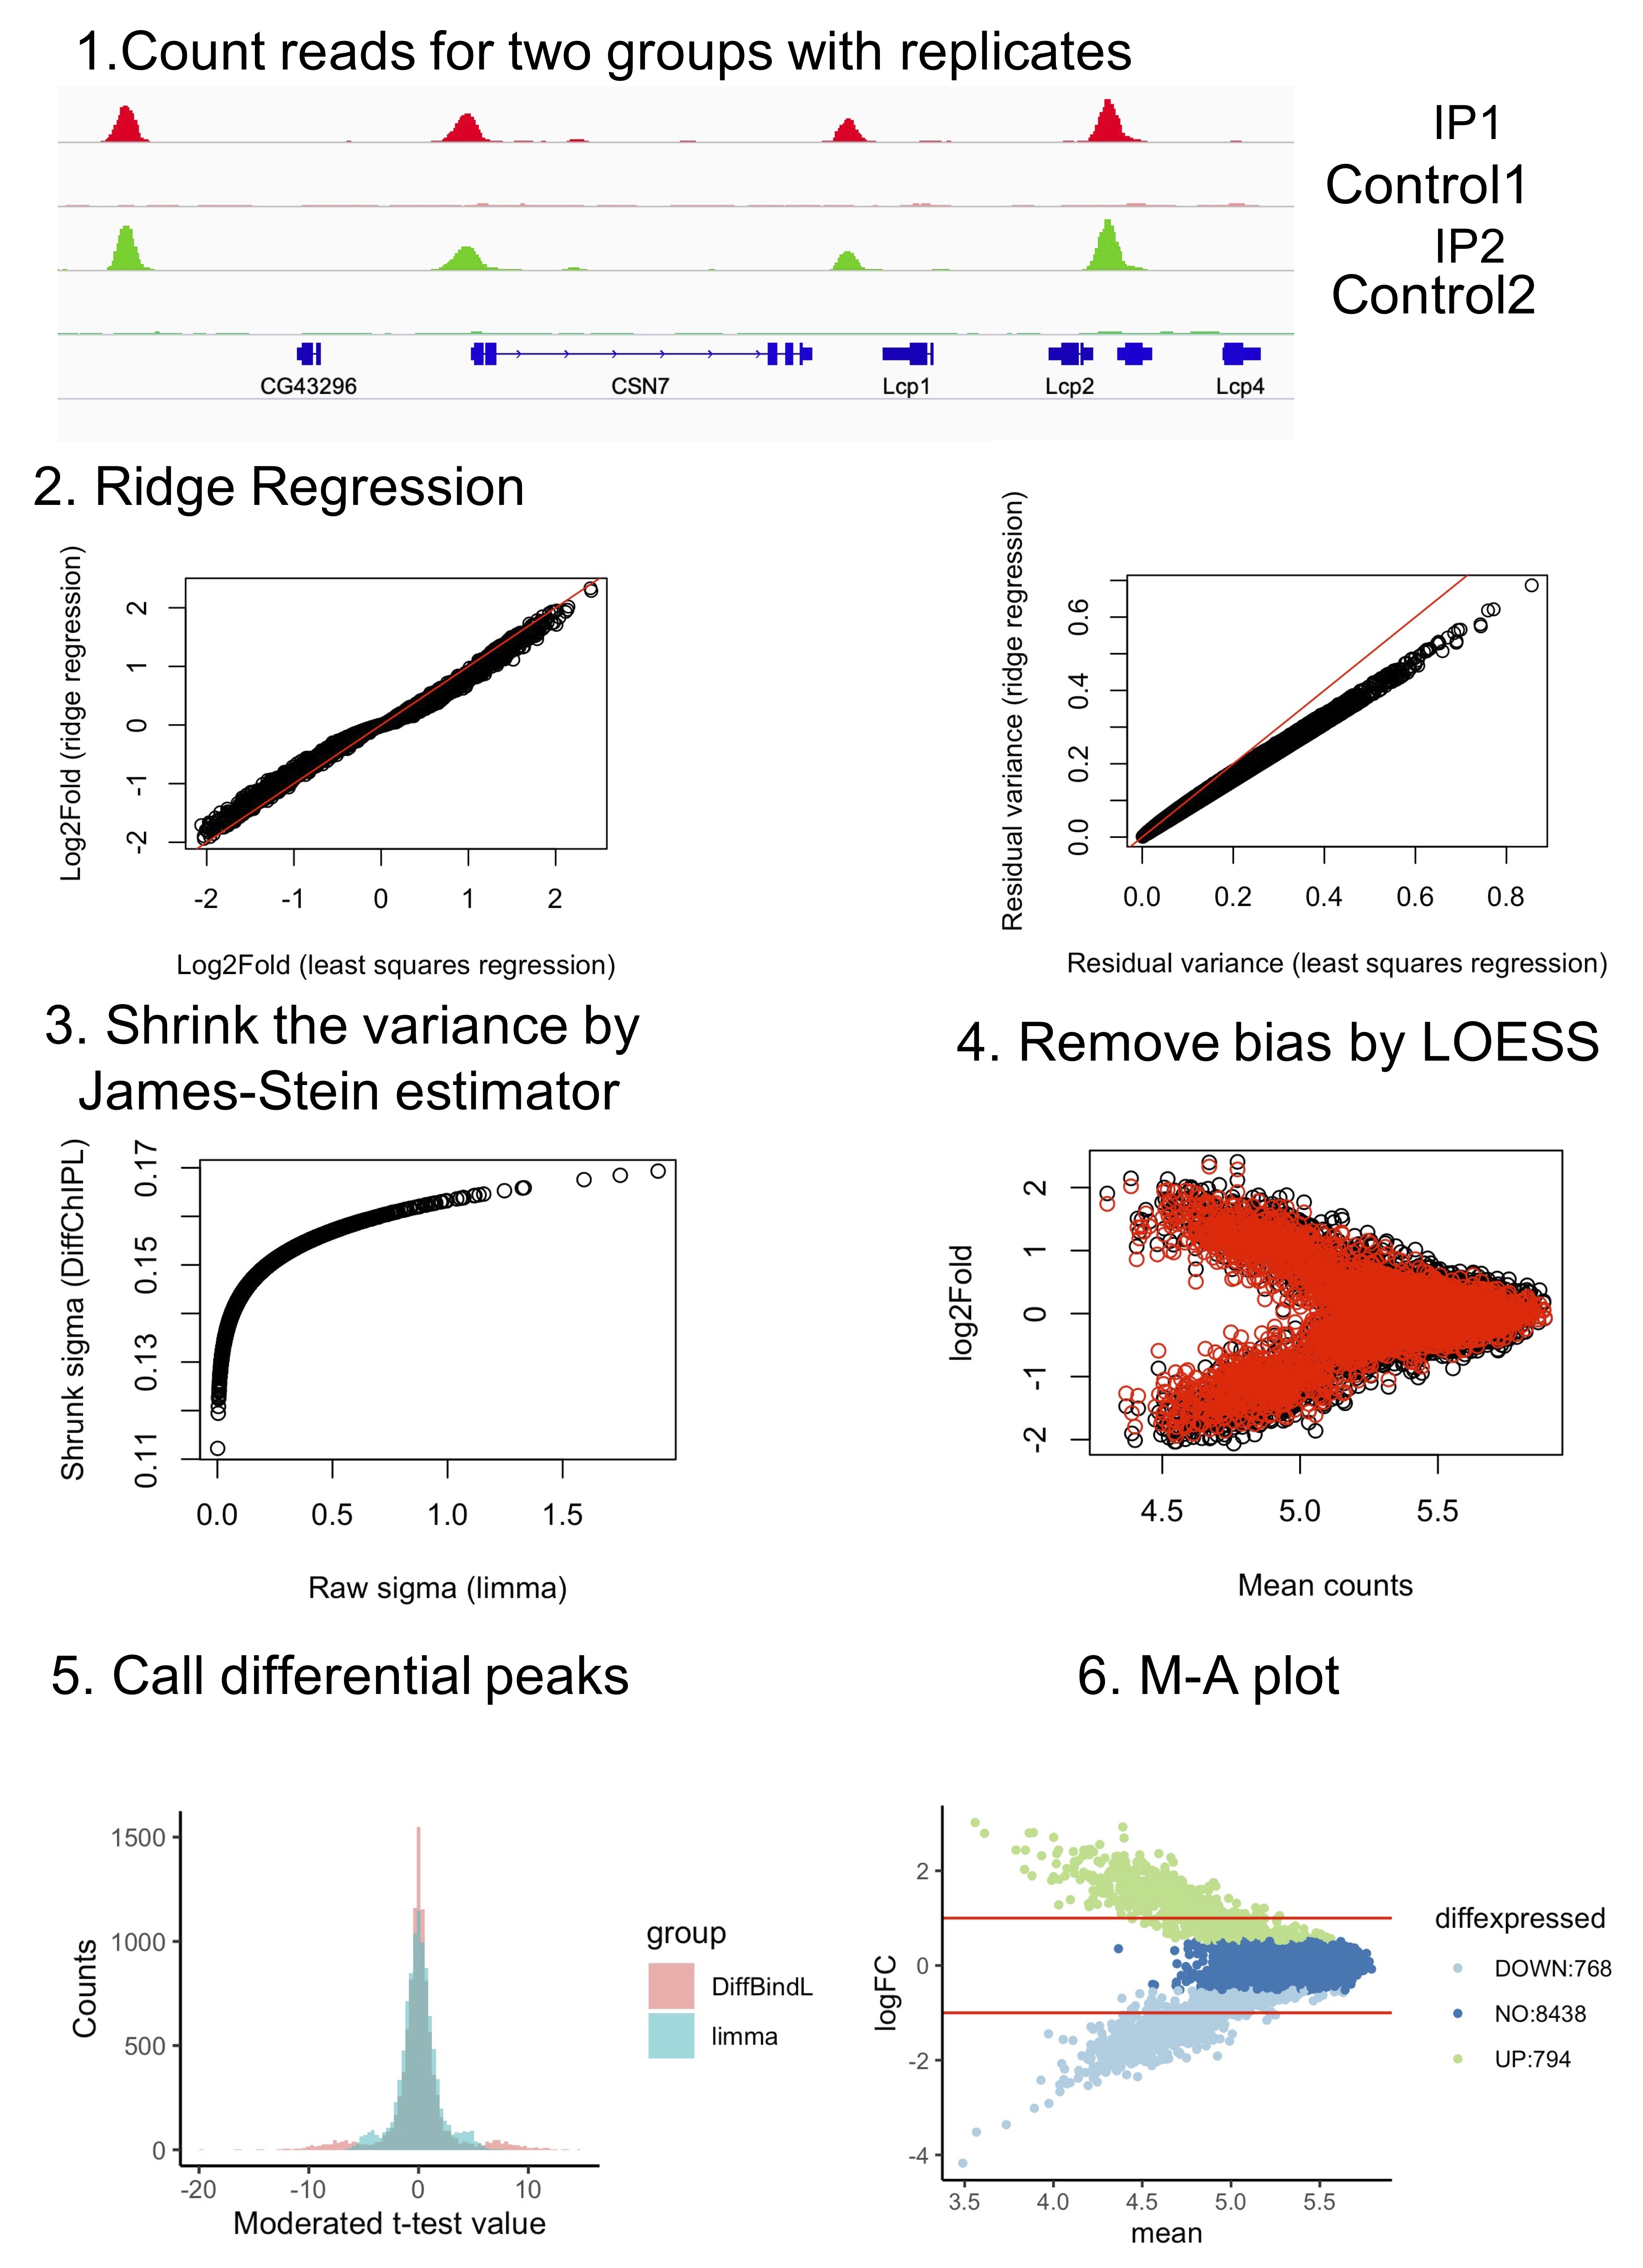 1.Count reads for two groups with replicates
IP1
Control1
IP2
Control2
CG43296
CSN7
Lcp1
Lcp2
Lcp4
2. Ridge Regression
Log2Fold (ridge regression)
2
1
0
-1
-2
-2 -1 0 1 2
Log2Fold (least squares regression)
Residual variance (ridge regression)
0.6
0.4
0.2
0.0
0.0 0.2 0.4 0.6 0.8
Residual variance (least squares regression)
3. Shrink the variance by
James-Stein estimator
Shrunk sigma (DiffChIPL)
0.17
0.15
0.13
0.11
0.0 0.5 1.0 1.5
Raw sigma (limma)
4. Remove bias by LOESS
log2Fold
2
1
0
-1
-2
4.5 5.0 5.5
Mean counts
5. Call differential peaks
Counts
1500
1000
500
0
-20 -10 0 10
Moderated t-test value
group
DiffBindL
limma
6. M-A plot
logFC
2
0
-2
-4
3.5 4.0 4.5 5.0 5.5
mean
diffexpressed
DOWN:768
NO:8438
UP:794